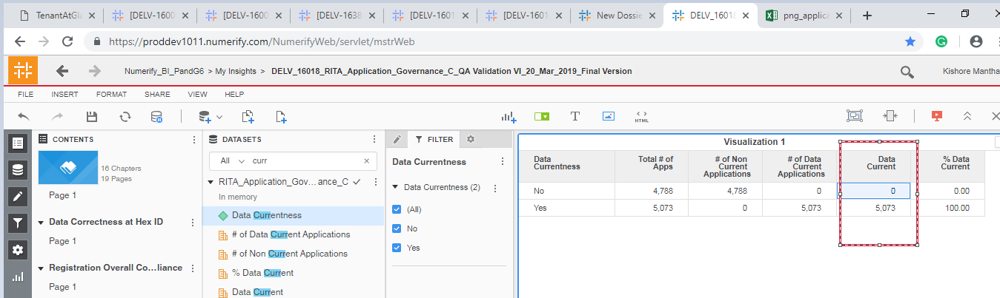 TenantAtGla
[DELV-1600
[DELV-1600
[DELV-1638
[DELV-1601
[DELV-1601
New Dossie
DELV_16018
png_applica
https://proddev1011.numerify.com/NumerifyWeb/servlet/mstrWeb
Numerify_BI_PandG6 > My Insights > DELV_16018_RITA_Application_Governance_C_QA Validation VI_20_Mar_2019_Final Version
Kishore Mantha
FILE INSERT FORMAT SHARE VIEW HELP
HTML
CONTENTS
16 Chapters
19 Pages
Page 1
Data Correctness at Hex ID
Page 1
Registration Overall Co...liance
Page 1
DATASETS
All curr
RITA_Application_Gov...ance_C
In memory
Data Currentness
# of Data Current Applications
# of Non Current Applications
% Data Current
Data Current
FILTER
Data Currentness
Data Currentness (2)
(All)
No
Yes
Visualization 1
Data Currentness
Total # of Apps
# of Non Current Applications
# of Data Current Applications
Data Current
% Data Current
No 4,788 4,788 0 0 0.00
Yes 5,073 0 5,073 5,073 100.00